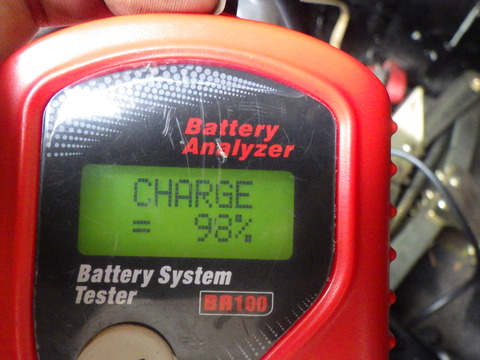 Battery
Analyzer
CHARGE
= 98%
Battery System
Tester
BA100